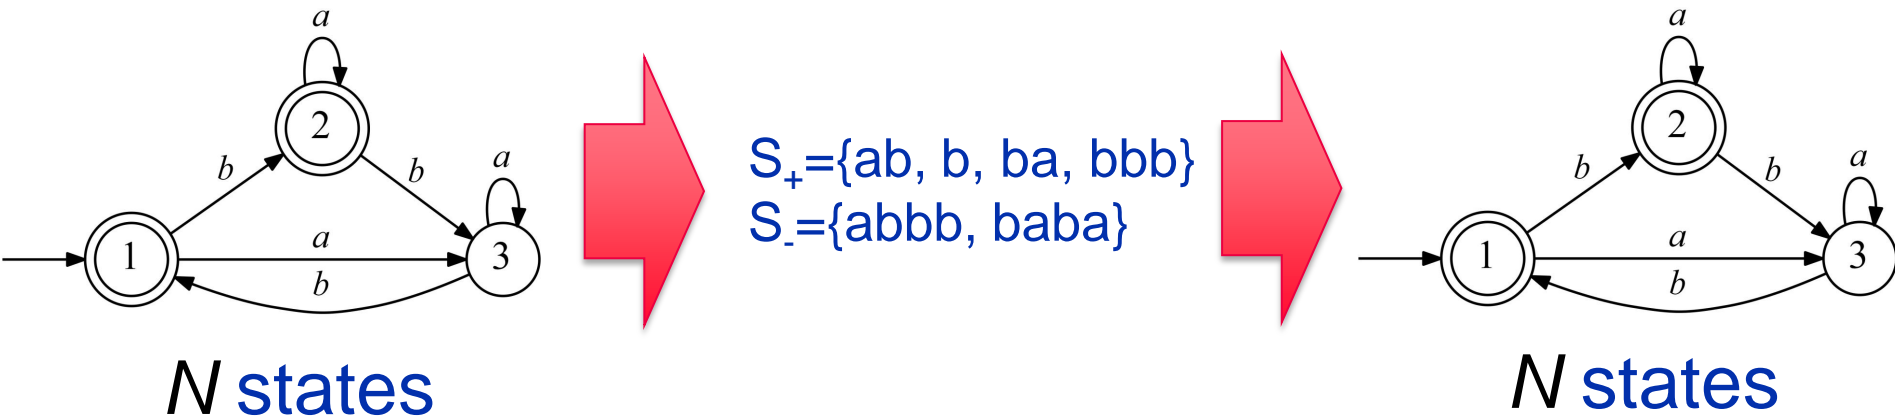 a
2
b
b
a
1
a
3
b
N states
S₊={ab, b, ba, bbb}
S₋={abbb, baba}
a
2
b
b
a
1
a
3
b
N states